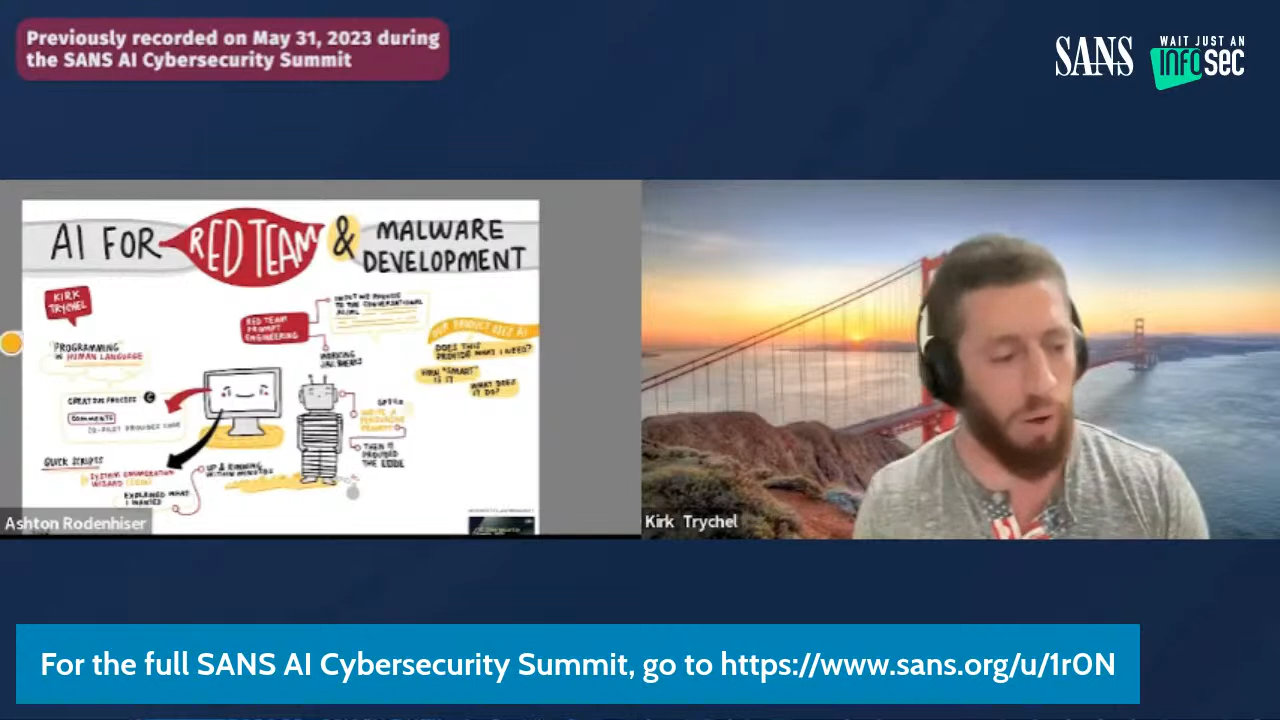 Previously recorded on May 31, 2023 during
the SANS AI Cybersecurity Summit
SANS
WAIT JUST AN
INFOSEC
AI FOR RED TEAM & MALWARE
DEVELOPMENT
KIRK
TRYCHEL
PROGRAMMING
IN HUMAN LANGUAGE
CREATIVE PROCESS
COMMENTS
CO-PILOT PROVIDES CODE
QUICK SCRIPTS
SYSTEM ENUMERATION
WIZARD
EXPLAINED WHAT
I WANTED
UP & RUNNING
WITHIN MINUTES
RED TEAM
PROMPT
ENGINEERING
INPUT WE PROVIDE
TO THE CONVERSATIONAL
WORKING
JAILBREAKS
OUR PRODUCT USES AI
DOES THIS
PROVIDE WHAT I NEED?
HOW "SMART"
IS IT
WHAT DOES
IT DO?
OFTEN
WRITE A
THEN IS
PROVIDED
THE CODE
Ashton Rodenhiser
Kirk Trychel
For the full SANS AI Cybersecurity Summit, go to https://www.sans.org/u/1rON